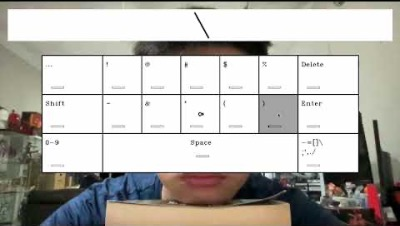 \
... ! @ # $ % Delete
Shift - & * ( ) Enter
0-9 Space ~=[]\
;',./